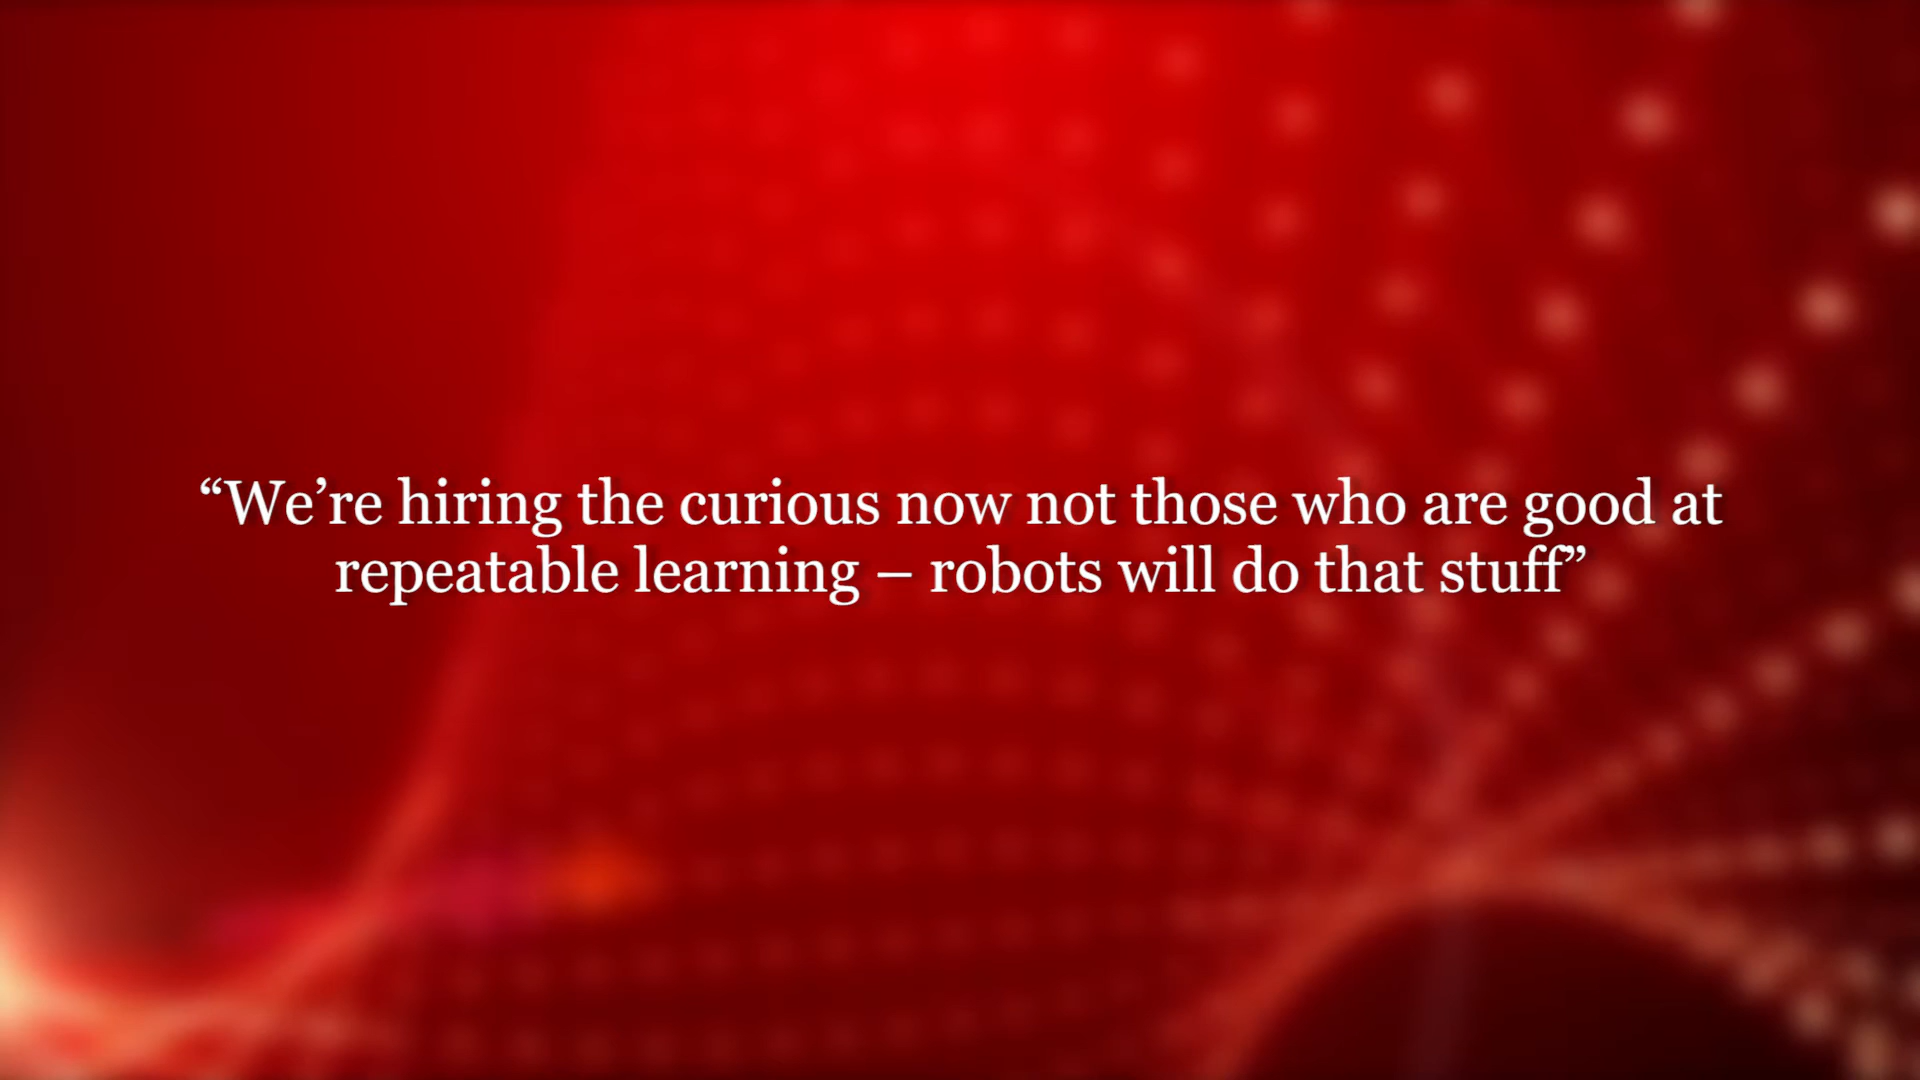 “We’re hiring the curious now not those who are good at
repeatable learning – robots will do that stuff”